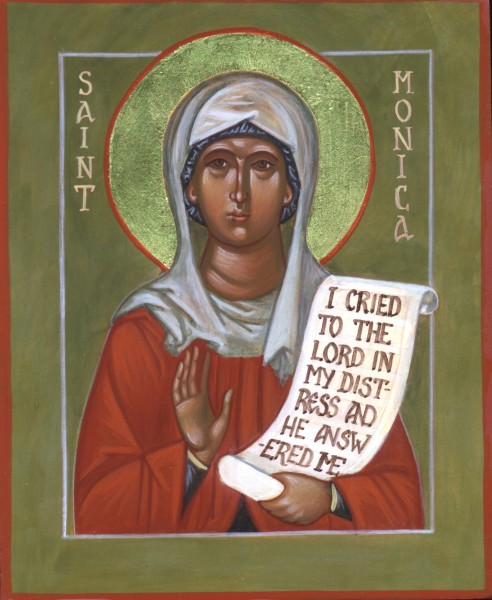 SAINT
MONICA
I CRIED
TO THE
LORD IN
MY DIST-
RESS AND
HE ANSW
-ERED ME